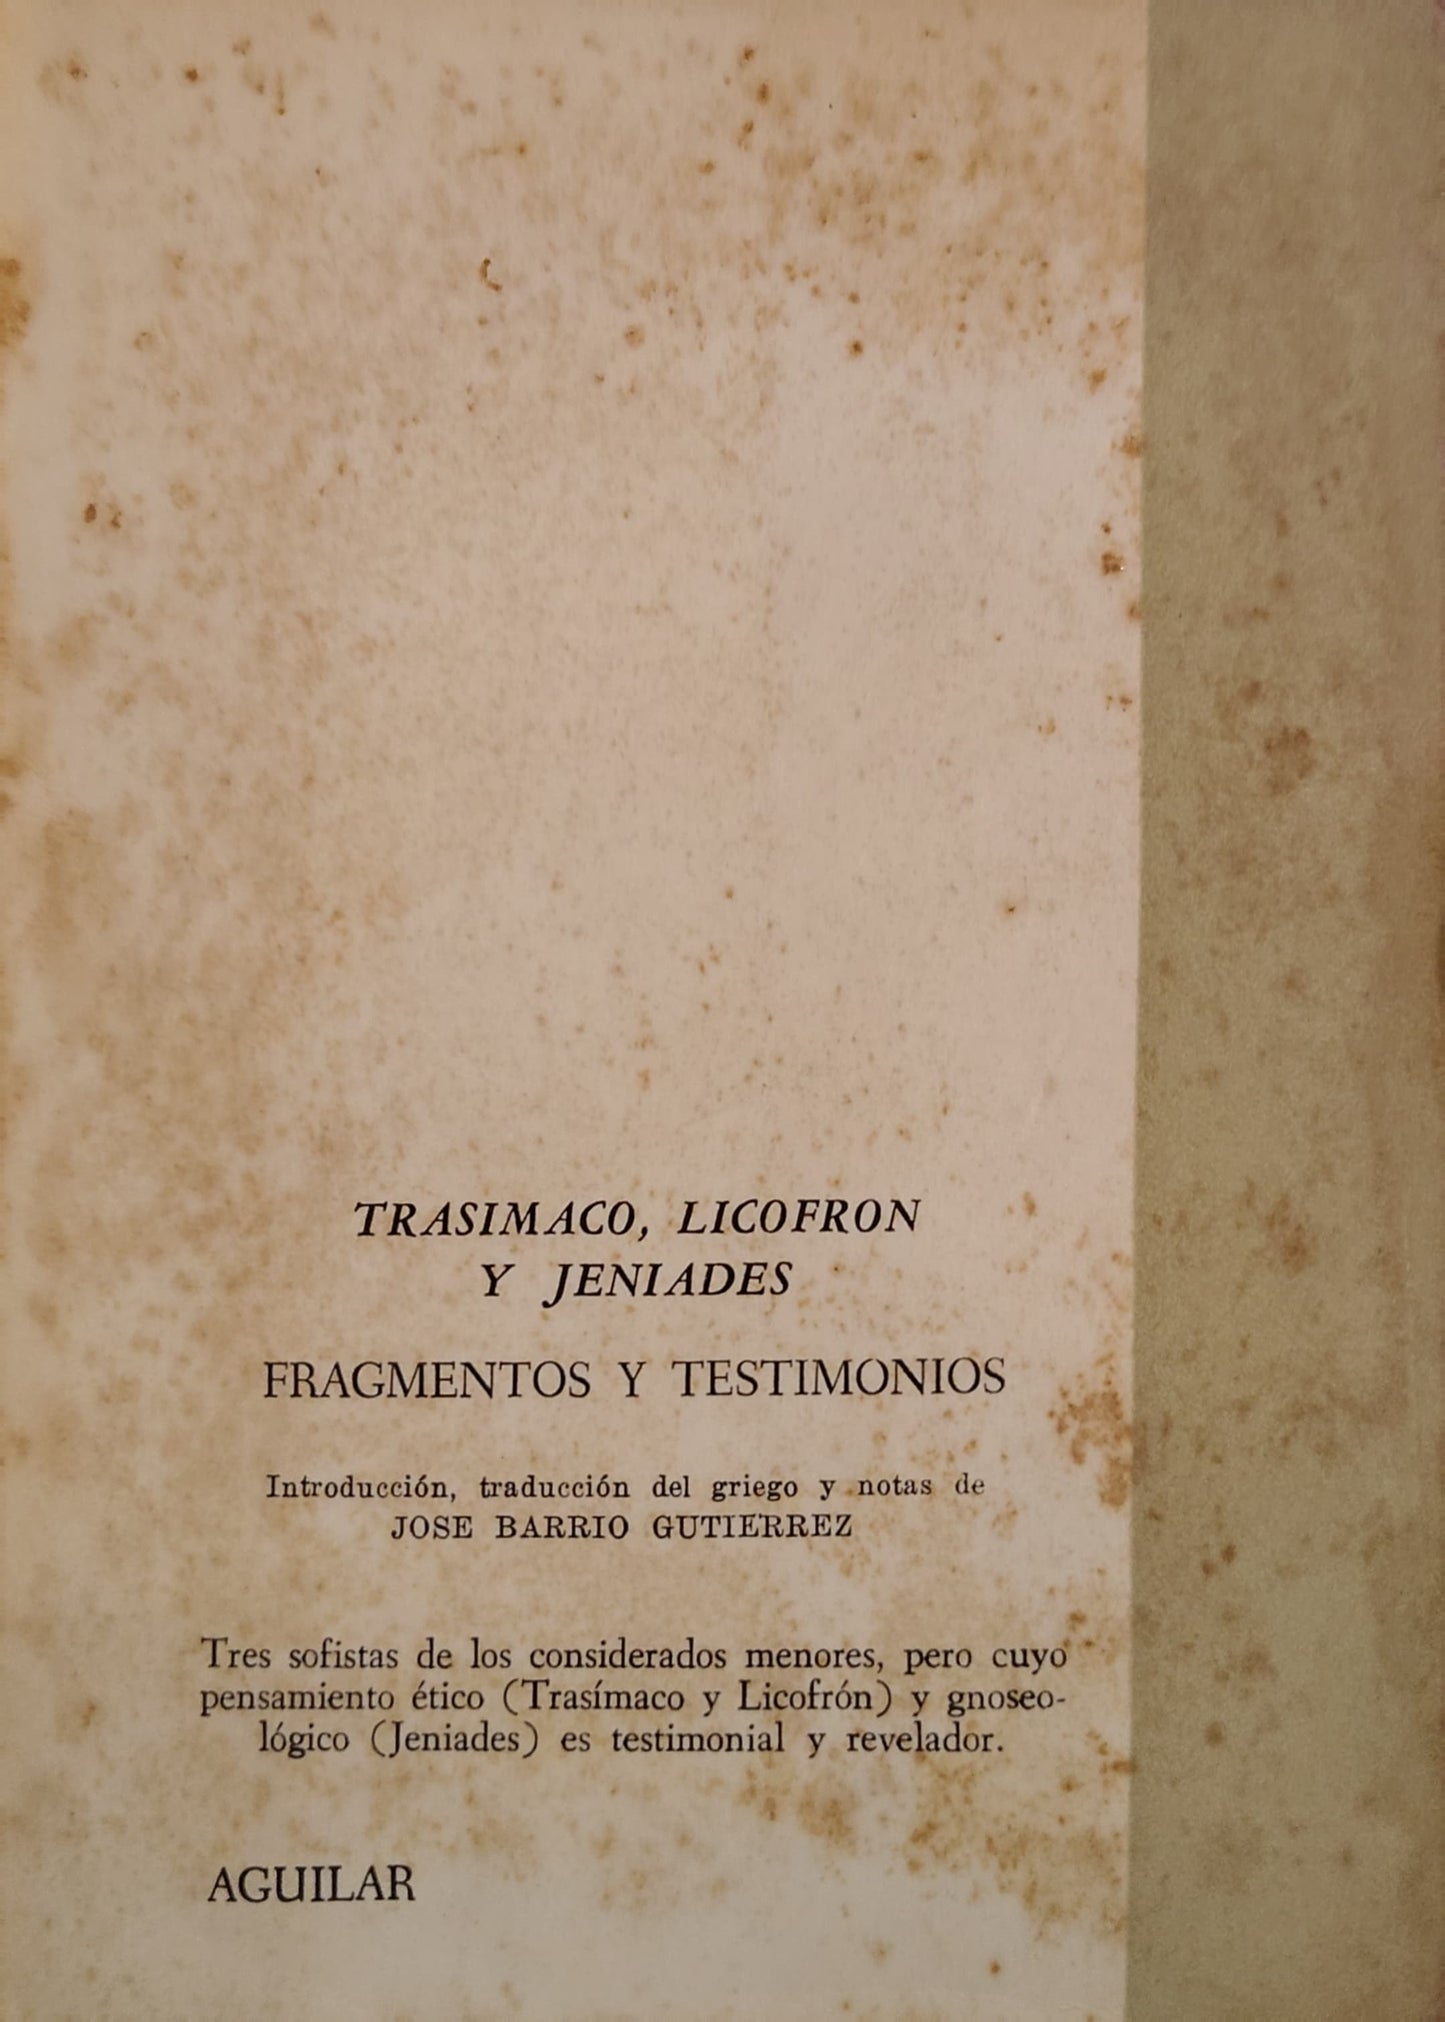 TRASIMACO, LICOFRON
Y JENIADES
FRAGMENTOS Y TESTIMONIOS
Introducción, traducción del griego y notas de
JOSE BARRIO GUTIERREZ
Tres sofistas de los considerados menores, pero cuyo
pensamiento ético (Trasímaco y Licofrón) y gnoseo-
lógico (Jeniades) es testimonial y revelador.
AGUILAR